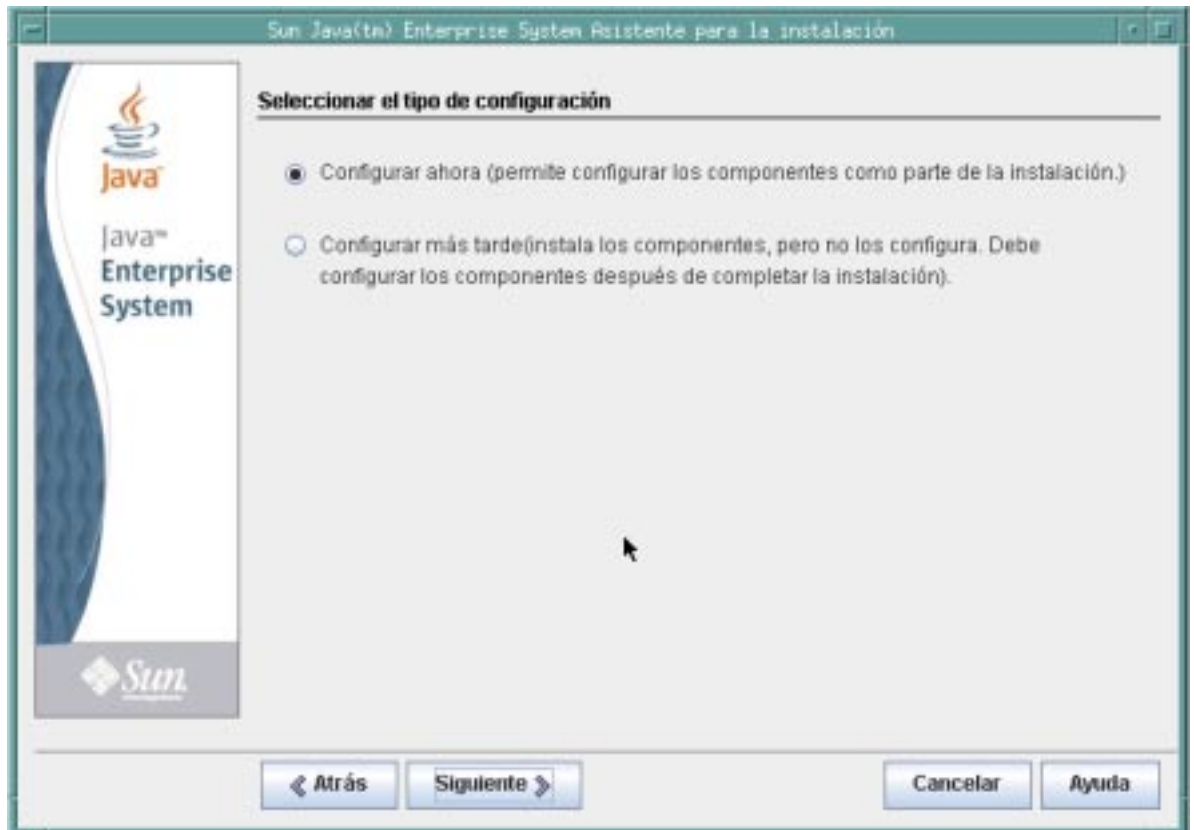 Sun Java(tm) Enterprise System Asistente para la instalación
Java
Java™
Enterprise
System
Sun
Seleccionar el tipo de configuración
Configurar ahora (permite configurar los componentes como parte de la instalación.)
Configurar más tarde(instala los componentes, pero no los configura. Debe
configurar los componentes después de completar la instalación).
Atrás
Siguiente
Cancelar
Ayuda